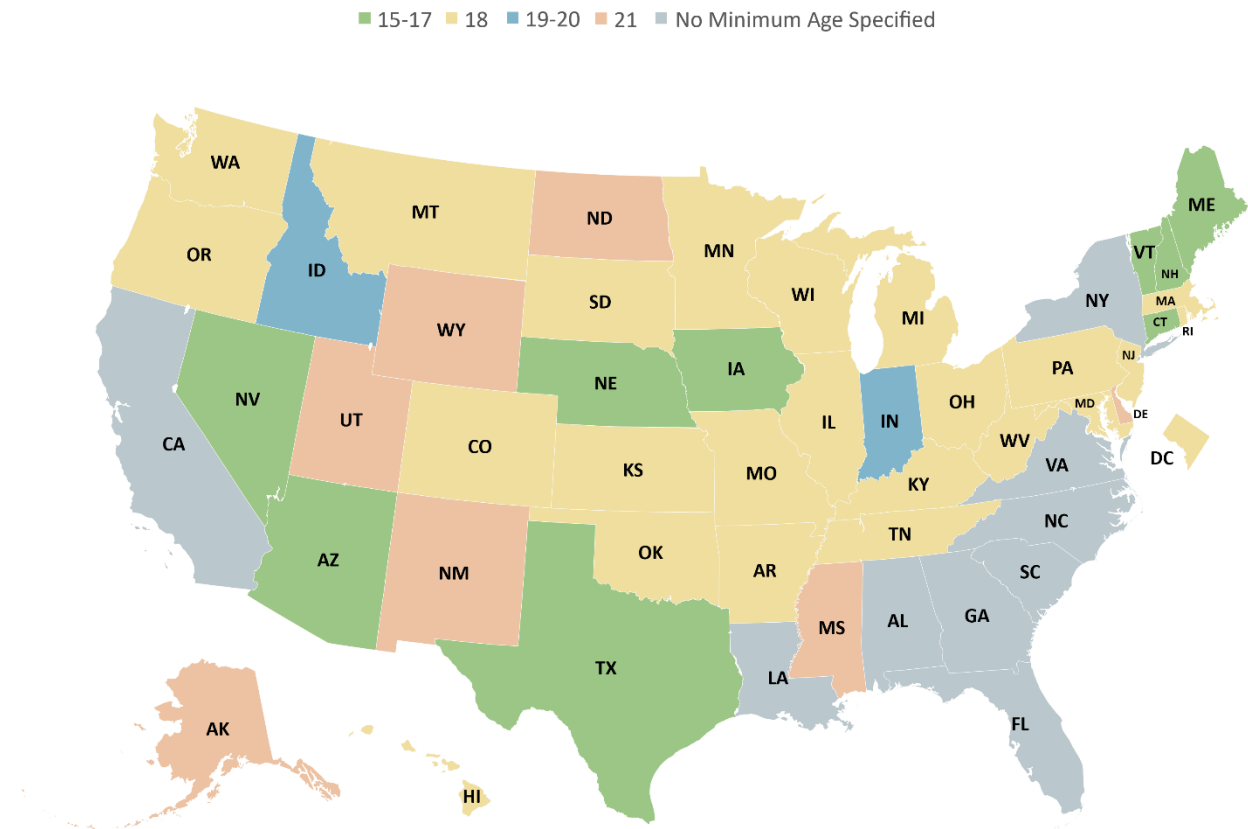 15-17 18 19-20 21 No Minimum Age Specified
WA
ME
MT
ND
VT
MN
OR
ID
NH
WI
NY
SD
MA
MI
WY
CT
RI
NJ
IA
PA
NE
NV
OH
MD
UT
IL
IN
DE
CO
WV
CA
DC
VA
KS
MO
KY
NC
TN
OK
AZ
AR
SC
NM
GA
AL
MS
TX
LA
FL
AK
HI